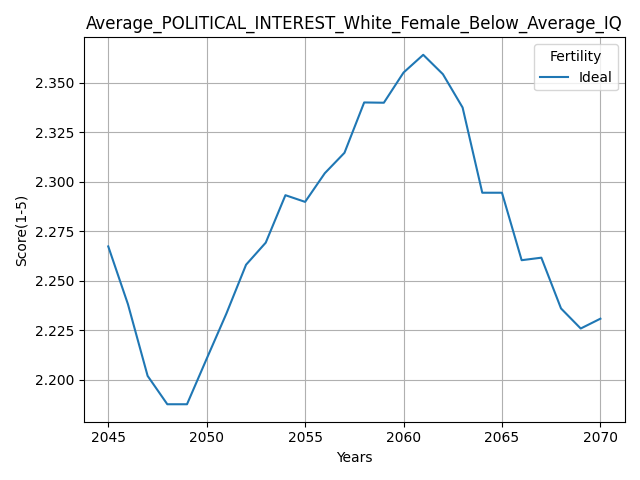 Average_POLITICAL_INTEREST_White_Female_Below_Average_IQ
Fertility
Ideal
2.350
2.325
2.300
2.275
2.250
2.225
2.200
Score(1-5)
2045 2050 2055 2060 2065 2070
Years